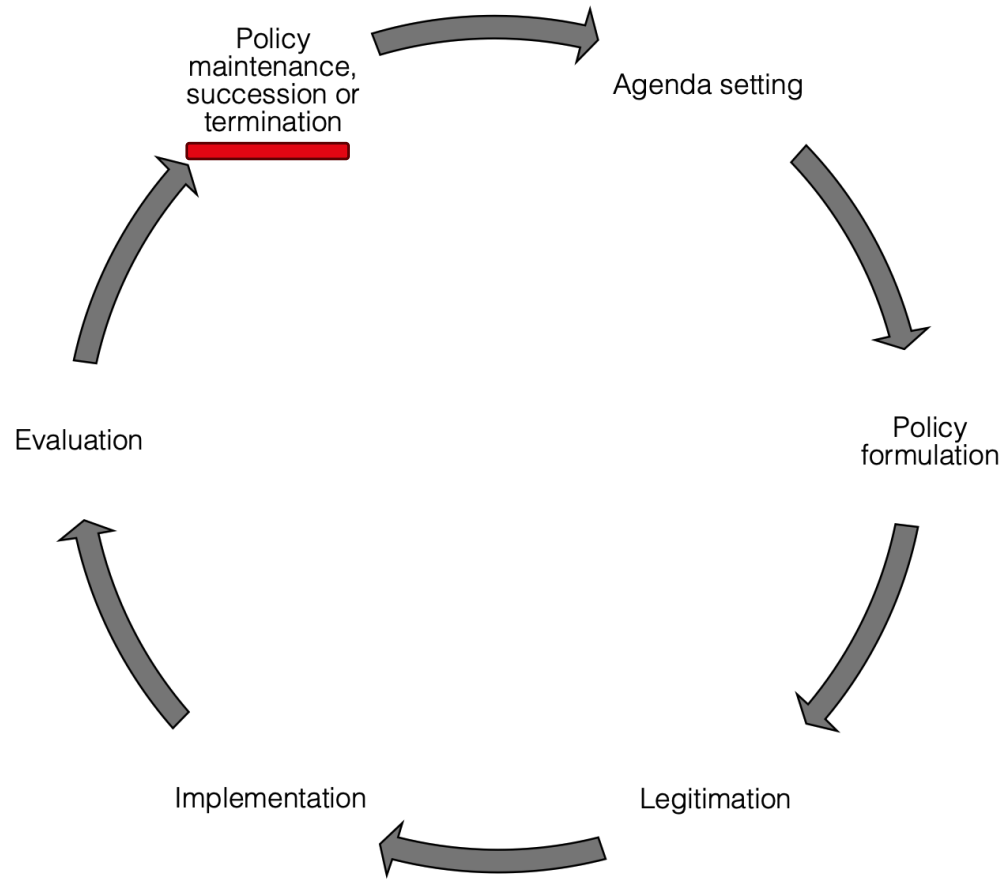 Policy
maintenance,
succession or
termination
Agenda setting
Policy
formulation
Legitimation
Implementation
Evaluation